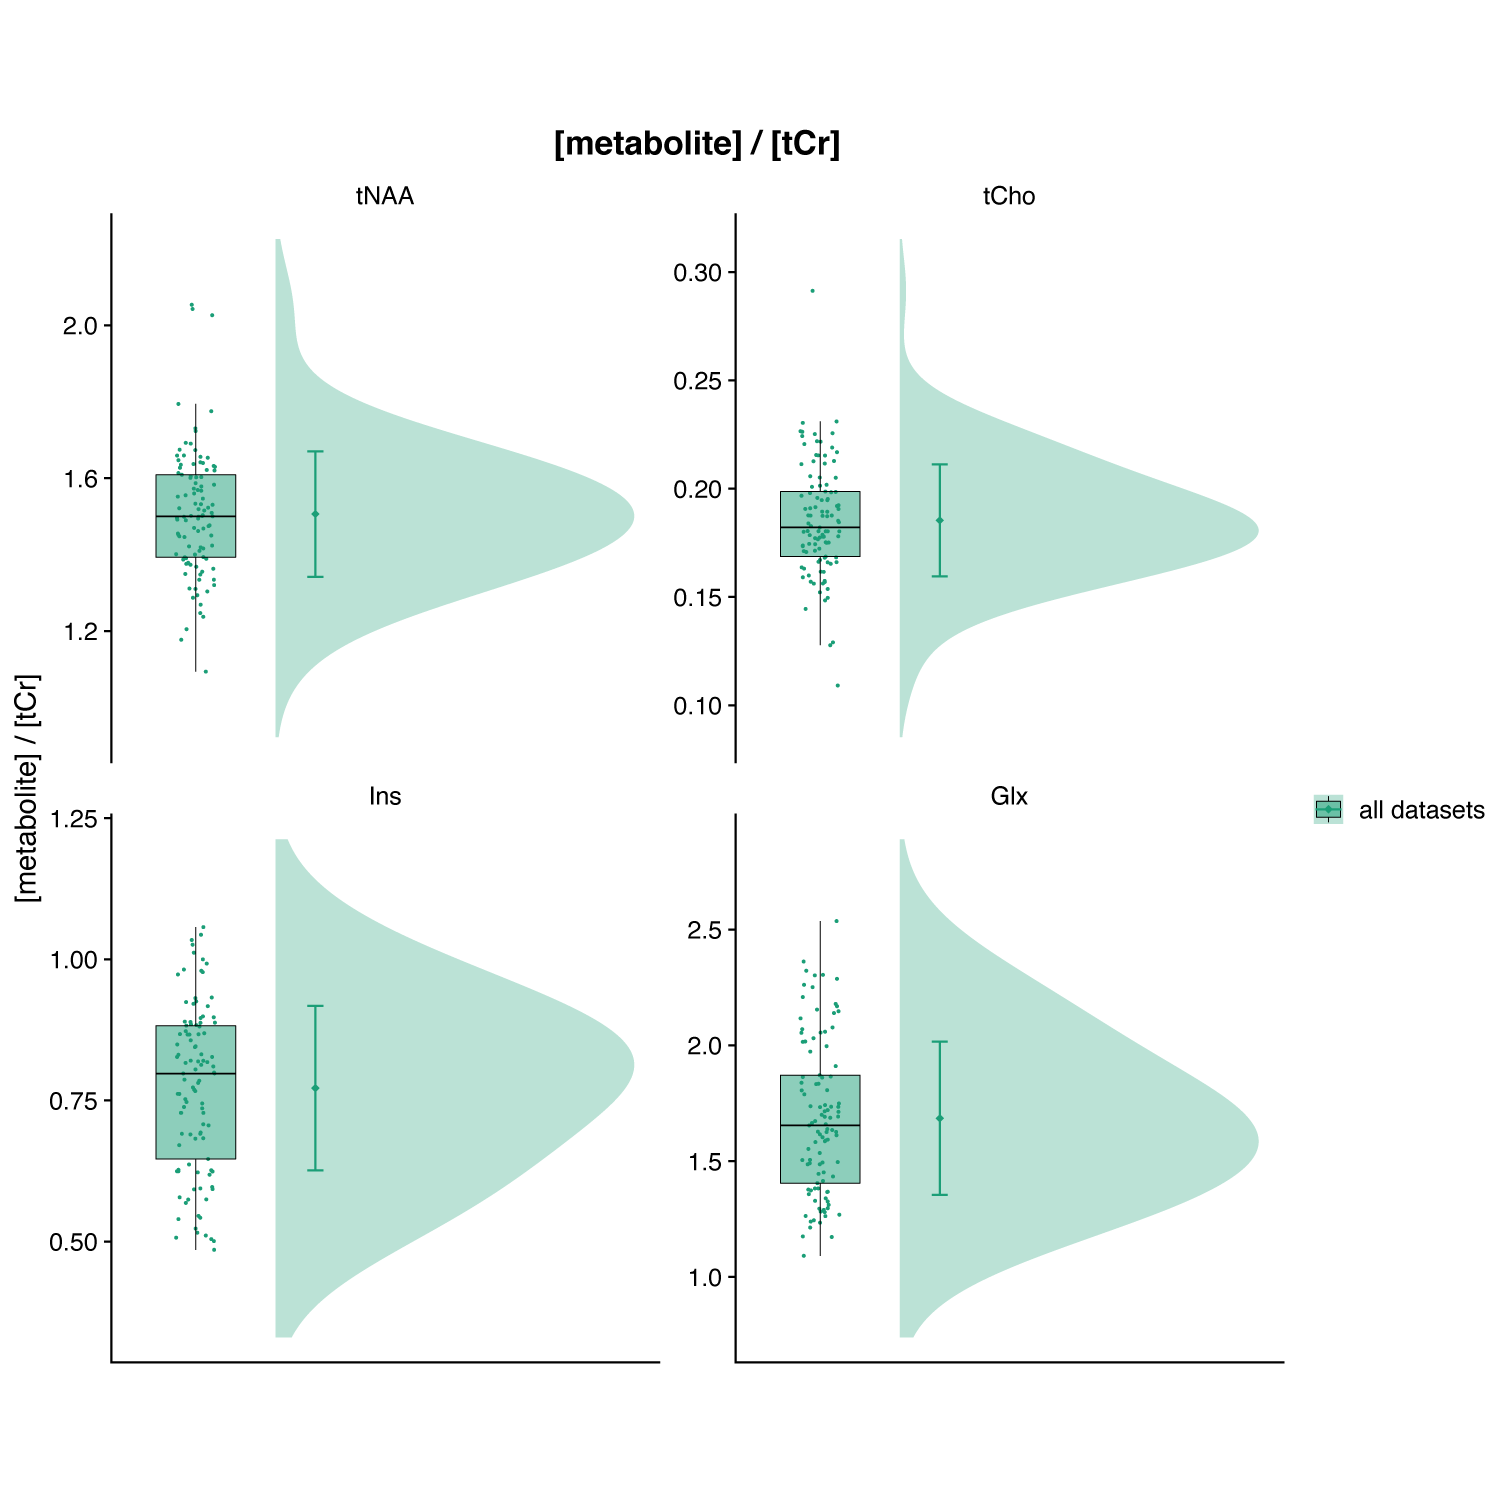 [metabolite] / [tCr]
tNAA
tCho
2.0
1.6
1.2
0.30
0.25
0.20
0.15
0.10
[metabolite] / [tCr]
Ins
Glx
1.25
1.00
0.75
0.50
2.5
2.0
1.5
1.0
all datasets